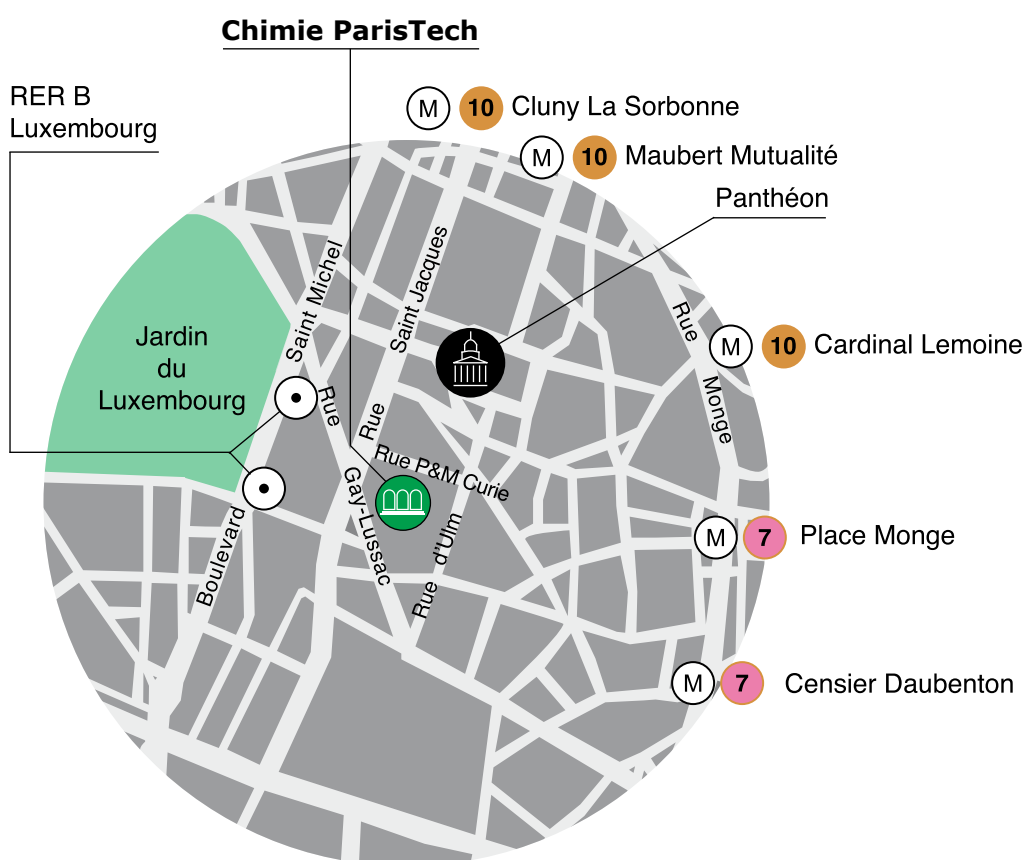 Chimie ParisTech
RER B
Luxembourg
M 10 Cluny La Sorbonne
M 10 Maubert Mutualité
Panthéon
Jardin
du
Luxembourg
Boulevard Saint Michel
Rue Saint Jacques
Rue Gay-Lussac
Rue P&M Curie
Rue d'Ulm
Rue Monge
M 10 Cardinal Lemoine
M 7 Place Monge
M 7 Censier Daubenton